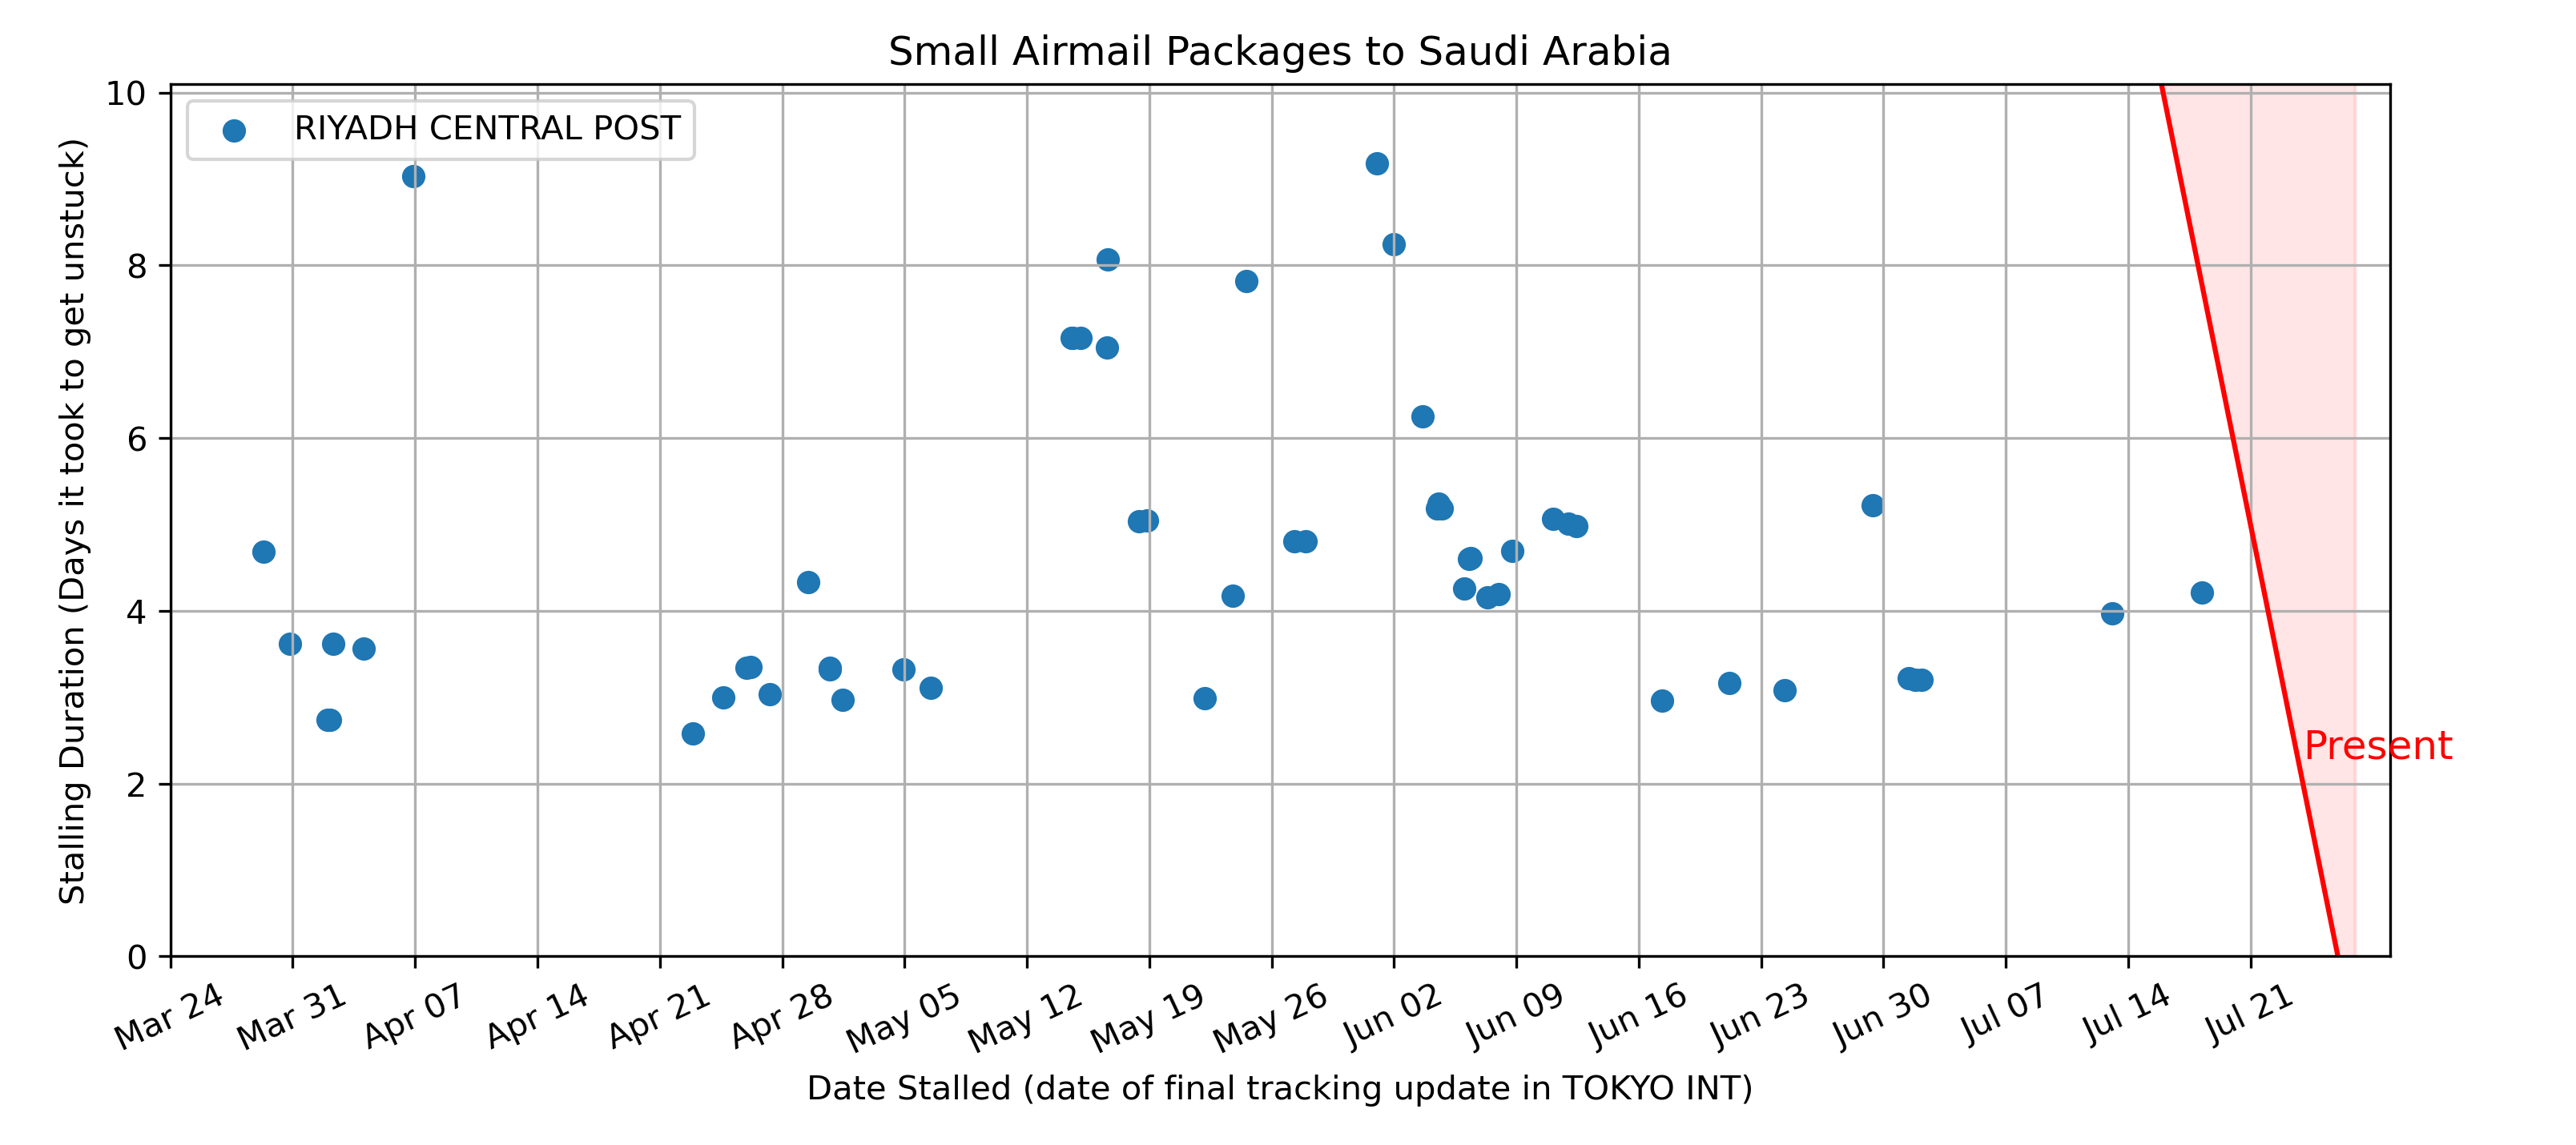 Small Airmail Packages to Saudi Arabia
RIYADH CENTRAL POST
Stalling Duration (Days it took to get unstuck)
10
8
6
4
2
0
Present
Mar 24
Mar 31
Apr 07
Apr 14
Apr 21
Apr 28
May 05
May 12
May 19
May 26
Jun 02
Jun 09
Jun 16
Jun 23
Jun 30
Jul 07
Jul 14
Jul 21
Date Stalled (date of final tracking update in TOKYO INT)